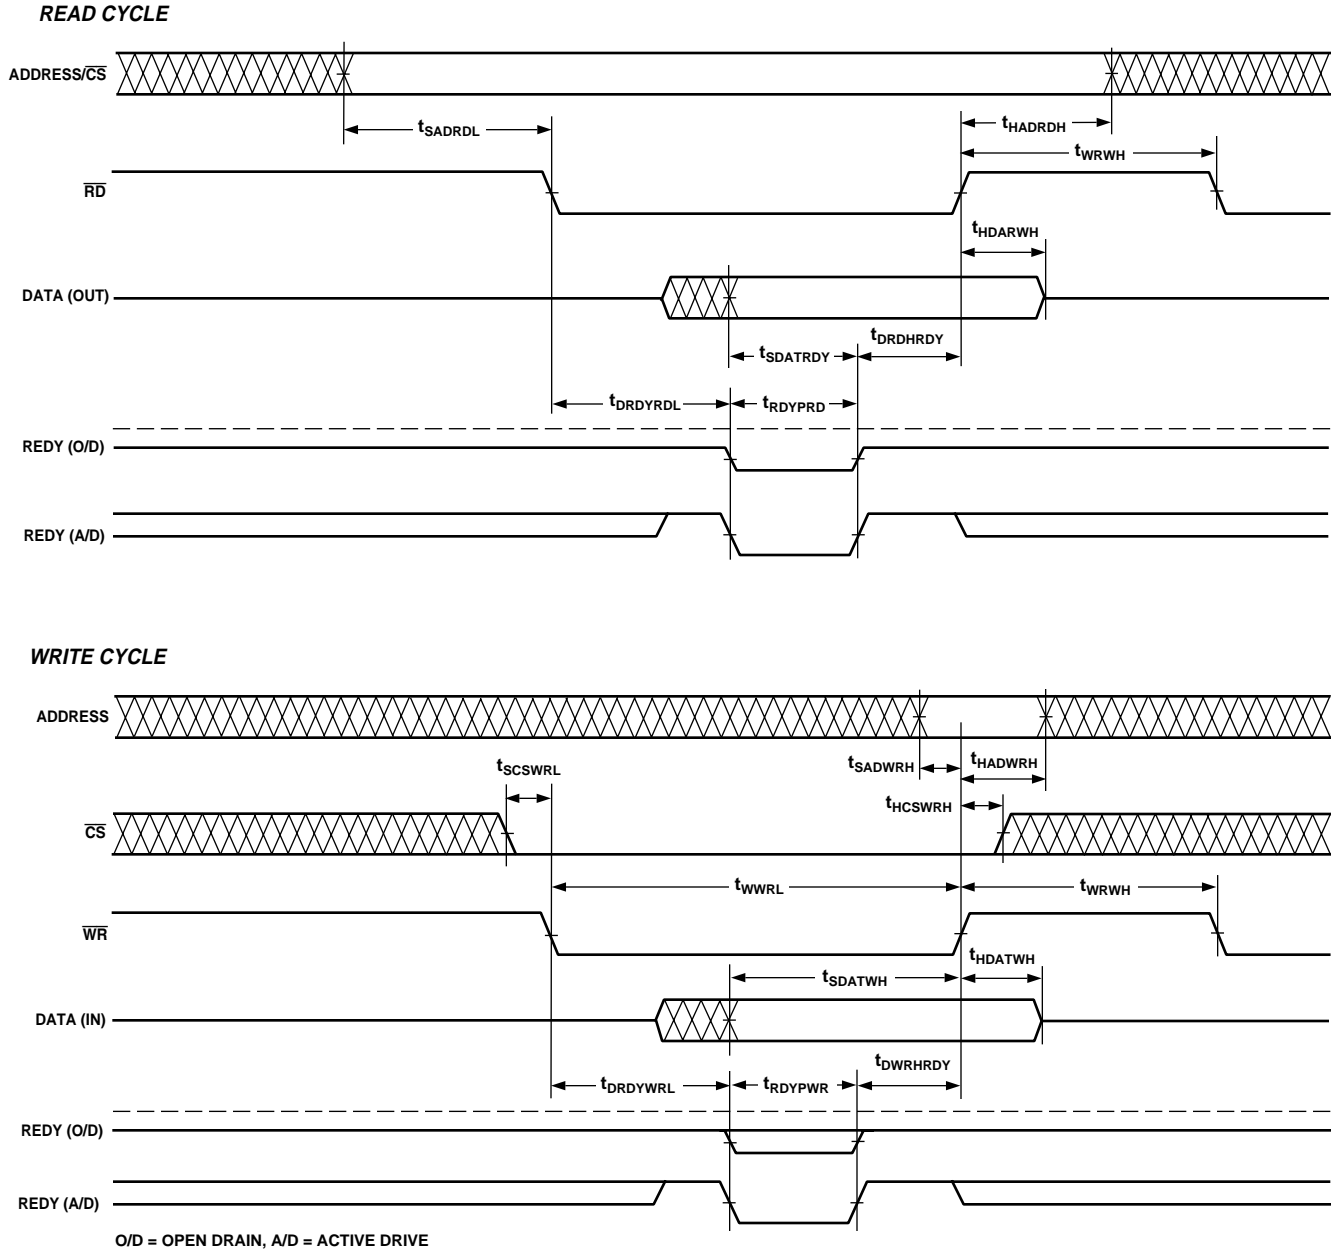 READ CYCLE
ADDRESS/CS
tSADRDL
tHADRDH
tWRWH
RD
tHDARWH
DATA (OUT)
tSDATRDY
tDRDHRDY
tDRDYRDL
tRDYPRD
REDY (O/D)
REDY (A/D)
WRITE CYCLE
ADDRESS
tSCSWRL
tSADWRH
tHADWRH
tHCSWRH
CS
tWWRL
tWRWH
WR
tHDATWH
tSDATWH
DATA (IN)
tDWRHRDY
tDRDYWRL
tRDYPWR
REDY (O/D)
REDY (A/D)
O/D = OPEN DRAIN, A/D = ACTIVE DRIVE